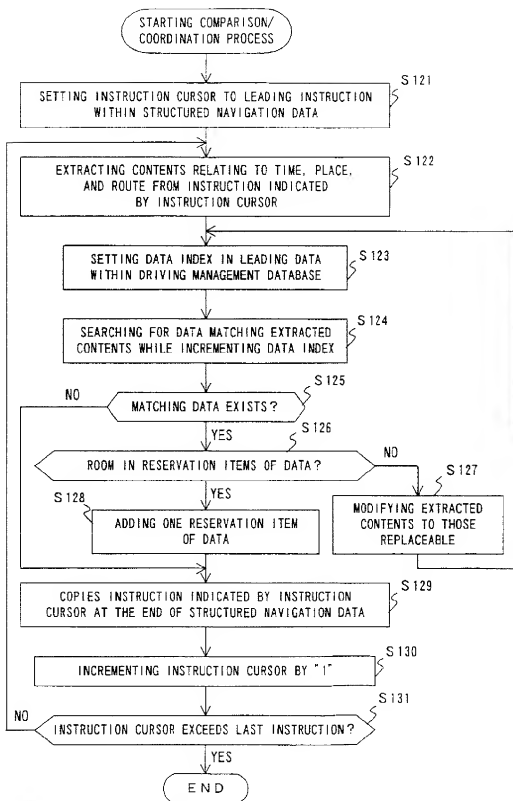 STARTING COMPARISON/
COORDINATION PROCESS
S121
SETTING INSTRUCTION CURSOR TO LEADING INSTRUCTION
WITHIN STRUCTURED NAVIGATION DATA
S122
EXTRACTING CONTENTS RELATING TO TIME, PLACE,
AND ROUTE FROM INSTRUCTION INDICATED
BY INSTRUCTION CURSOR
S123
SETTING DATA INDEX IN LEADING DATA
WITHIN DRIVING MANAGEMENT DATABASE
S124
SEARCHING FOR DATA MATCHING EXTRACTED
CONTENTS WHILE INCREMENTING DATA INDEX
S125
NO
MATCHING DATA EXISTS?
YES
S126
NO
ROOM IN RESERVATION ITEMS OF DATA?
S127
YES
S128
MODIFYING EXTRACTED
CONTENTS TO THOSE
REPLACEABLE
ADDING ONE RESERVATION ITEM
OF DATA
S129
COPIES INSTRUCTION INDICATED BY INSTRUCTION
CURSOR AT THE END OF STRUCTURED NAVIGATION DATA
S130
INCREMENTING INSTRUCTION CURSOR BY "1"
S131
NO
INSTRUCTION CURSOR EXCEEDS LAST INSTRUCTION?
YES
END